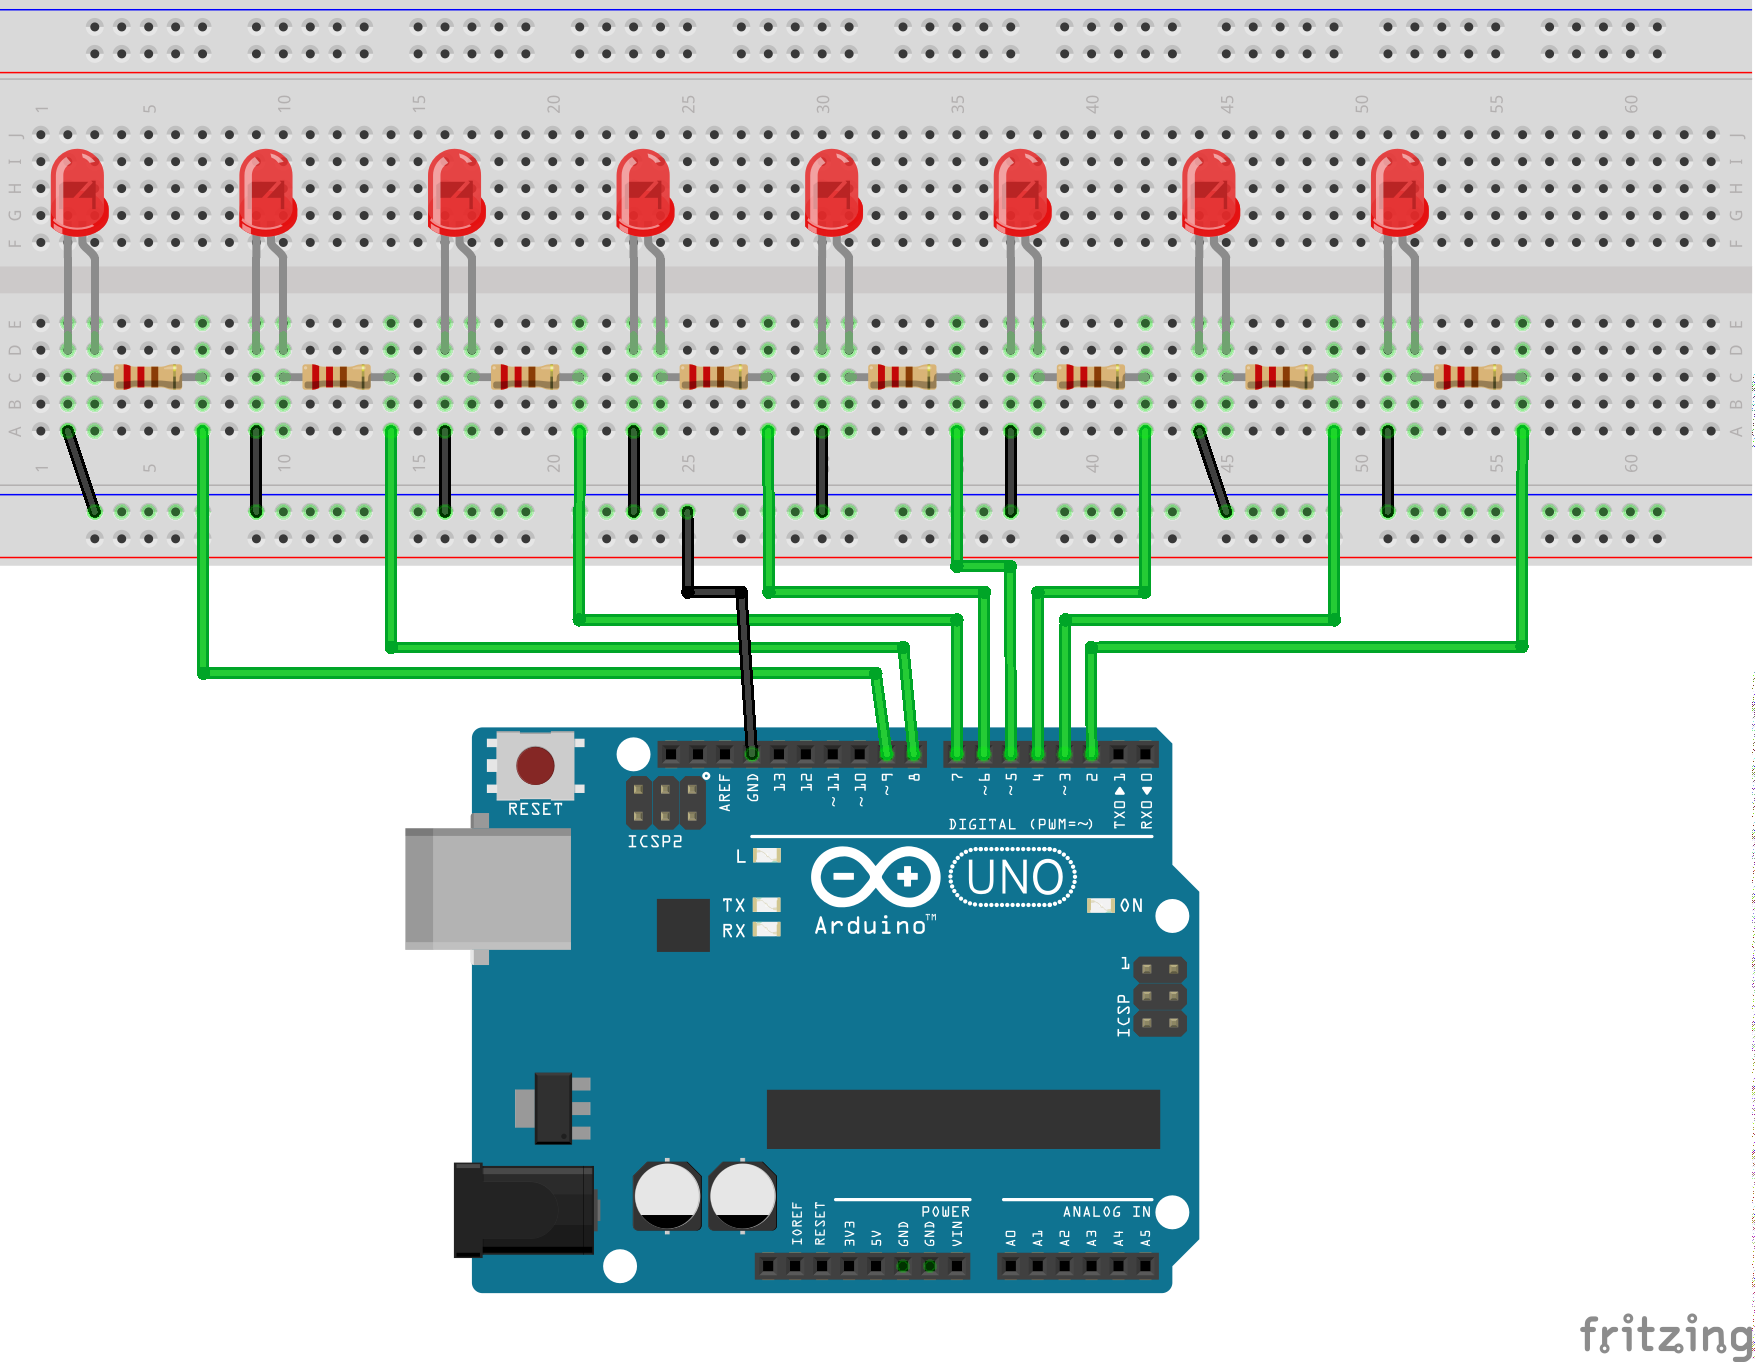 1 5 10 15 20 25 30 35 40 45 50 55 60
J J
I I
H H
G G
F F
E E
D D
C C
B B
A A
1 5 10 15 20 25 30 35 40 45 50 55 60
RESET
AREF GND 13 12 ~11 ~10 ~9 8 7 ~6 ~5 4 ~3 2 TX0▶1 RX0◀0
DIGITAL (PWM=~)
ICSP2
L
TX
RX
UNO
Arduino™
ON
1
ICSP
POWER
ANALOG IN
IOREF RESET 3V3 5V GND GND VIN A0 A1 A2 A3 A4 A5
fritzing